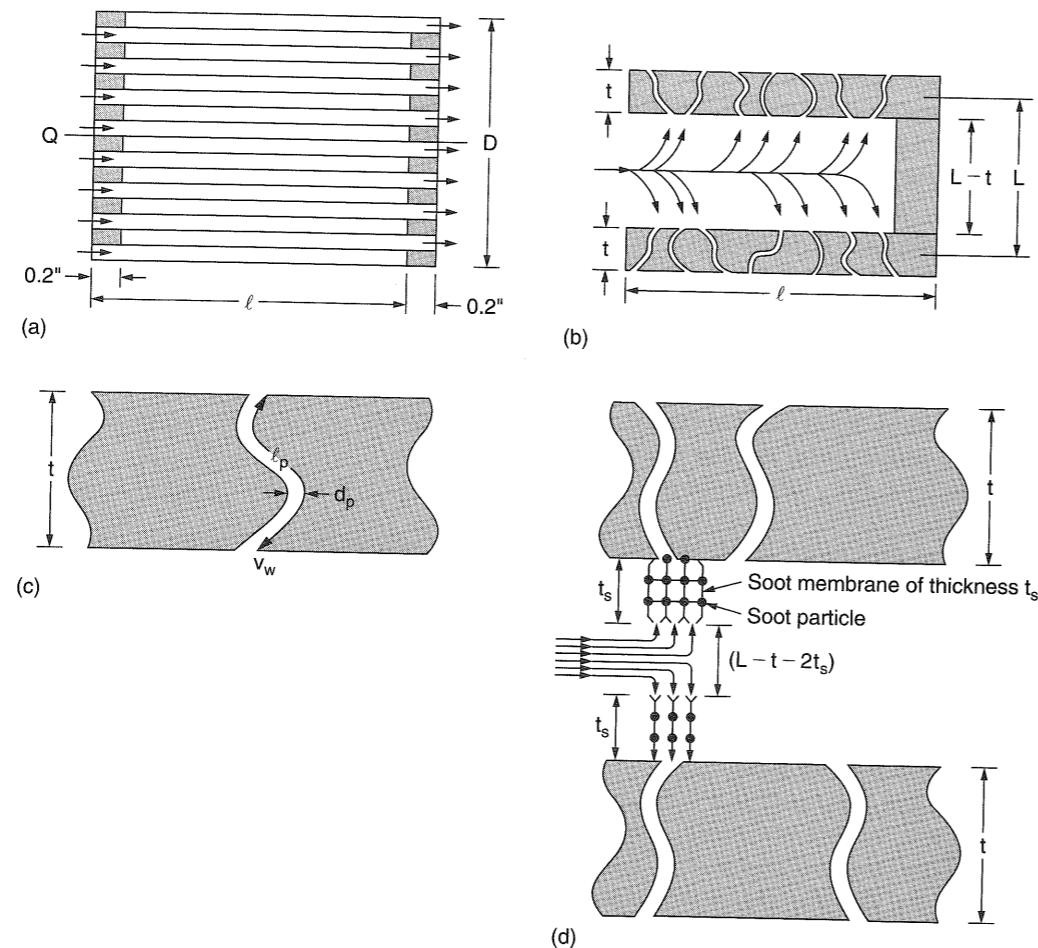 Q
D
0.2"
ℓ
0.2"
(a)
t
L – t
L
t
ℓ
(b)
t
ℓp
dp
vw
(c)
t
ts
Soot membrane of thickness ts
Soot particle
(L – t – 2ts)
ts
t
(d)